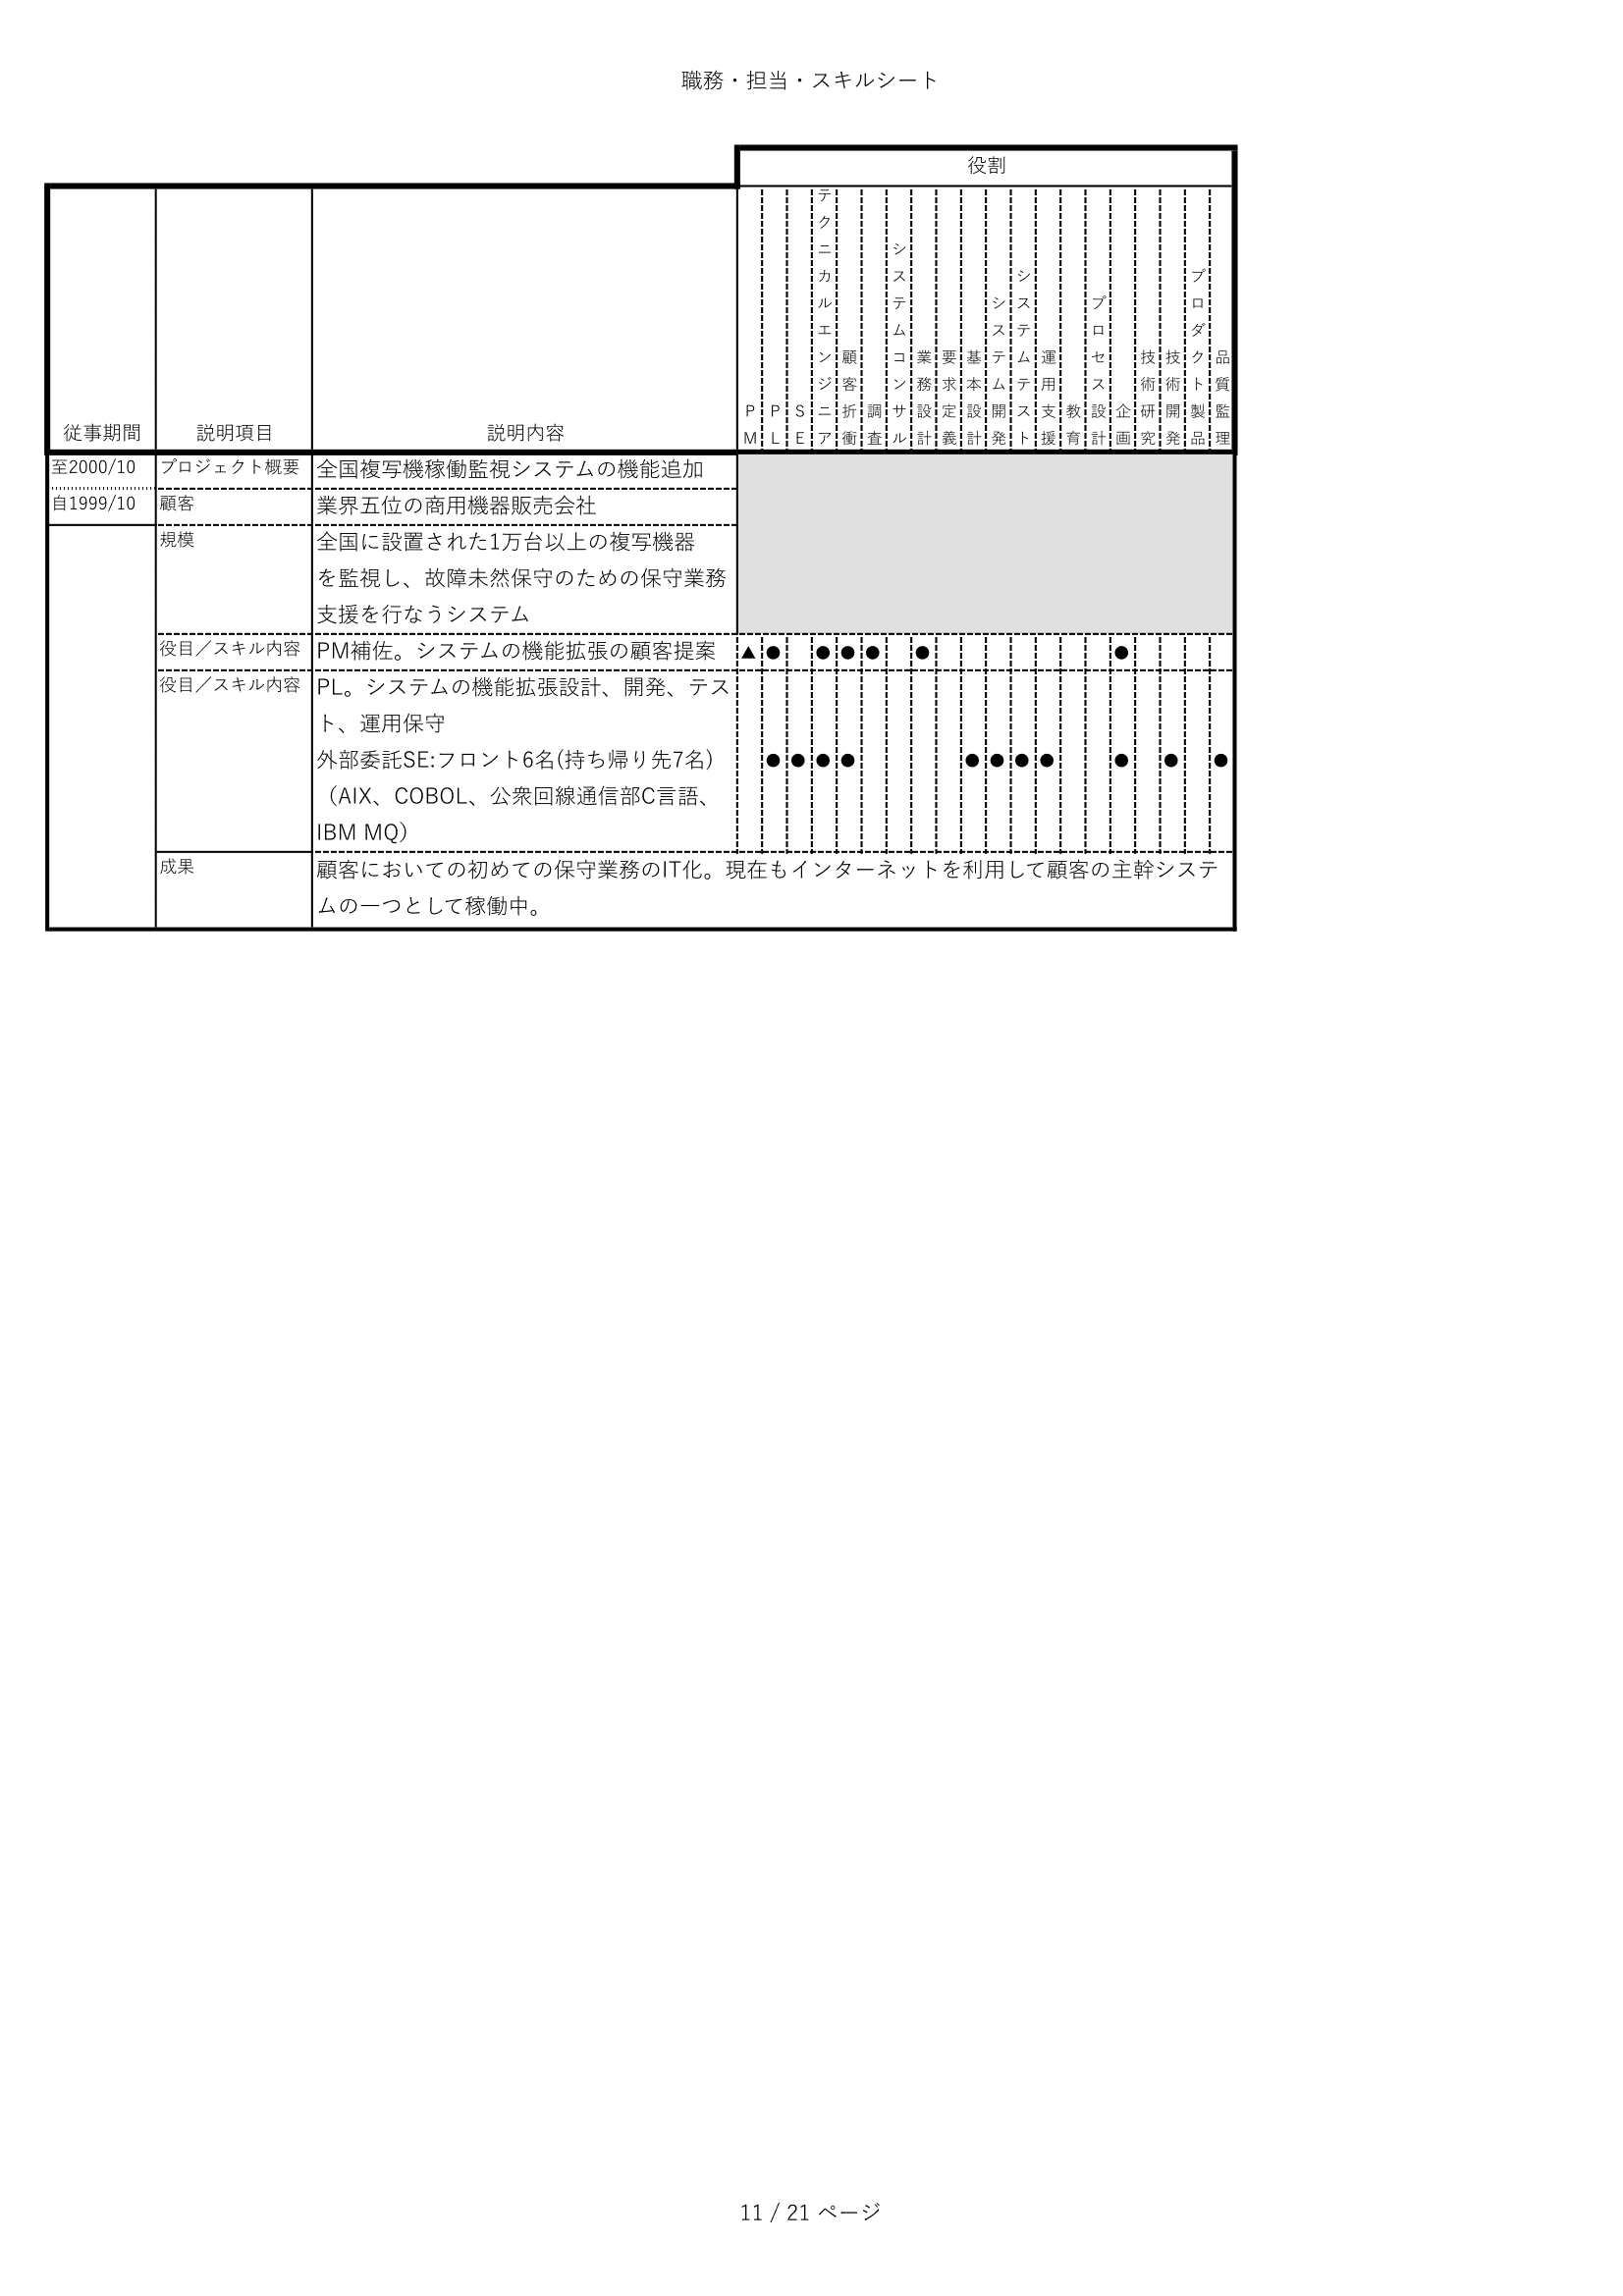 職務・担当・スキルシート
役割
従事期間
説明項目
説明内容
PM
PL
SE
テクニカルエンジニア
顧客折衝
調査
システムコンサル
業務設計
要求定義
基本設計
システム開発
システムテスト
運用支援
教育
プロセス設計
企画
技術研究
技術開発
プロダクト製品
品質監理
至2000/10 プロジェクト概要 全国複写機稼働監視システムの機能追加
自1999/10 顧客 業界五位の商用機器販売会社
規模 全国に設置された1万台以上の複写機器
を監視し、故障未然保守のための保守業務
支援を行なうシステム
役目／スキル内容 PM補佐。システムの機能拡張の顧客提案 ▲ ● ● ● ● ● ●
役目／スキル内容 PL。システムの機能拡張設計、開発、テス
ト、運用保守
外部委託SE:フロント6名(持ち帰り先7名) ● ● ● ● ● ● ● ● ● ● ●
（AIX、COBOL、公衆回線通信部C言語、
IBM MQ）
成果 顧客においての初めての保守業務のIT化。現在もインターネットを利用して顧客の主幹システ
ムの一つとして稼働中。
11 / 21 ページ